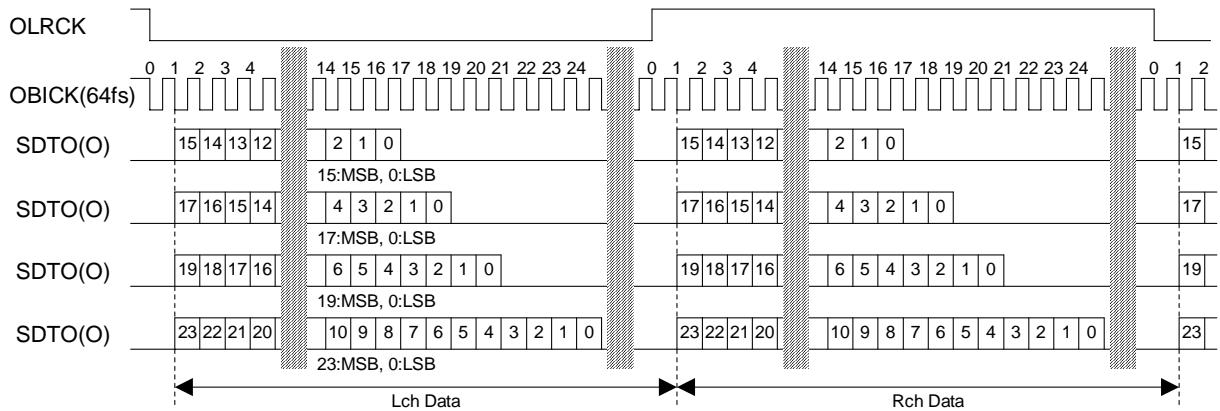 OLRCK
0 1 2 3 4 14 15 16 17 18 19 20 21 22 23 24 0 1 2 3 4 14 15 16 17 18 19 20 21 22 23 24 0 1 2
OBICK(64fs)
SDTO(O) 15 14 13 12 2 1 0 15 14 13 12 2 1 0 15
15:MSB, 0:LSB
SDTO(O) 17 16 15 14 4 3 2 1 0 17 16 15 14 4 3 2 1 0 17
17:MSB, 0:LSB
SDTO(O) 19 18 17 16 6 5 4 3 2 1 0 19 18 17 16 6 5 4 3 2 1 0 19
19:MSB, 0:LSB
SDTO(O) 23 22 21 20 10 9 8 7 6 5 4 3 2 1 0 23 22 21 20 10 9 8 7 6 5 4 3 2 1 0 23
23:MSB, 0:LSB
Lch Data Rch Data